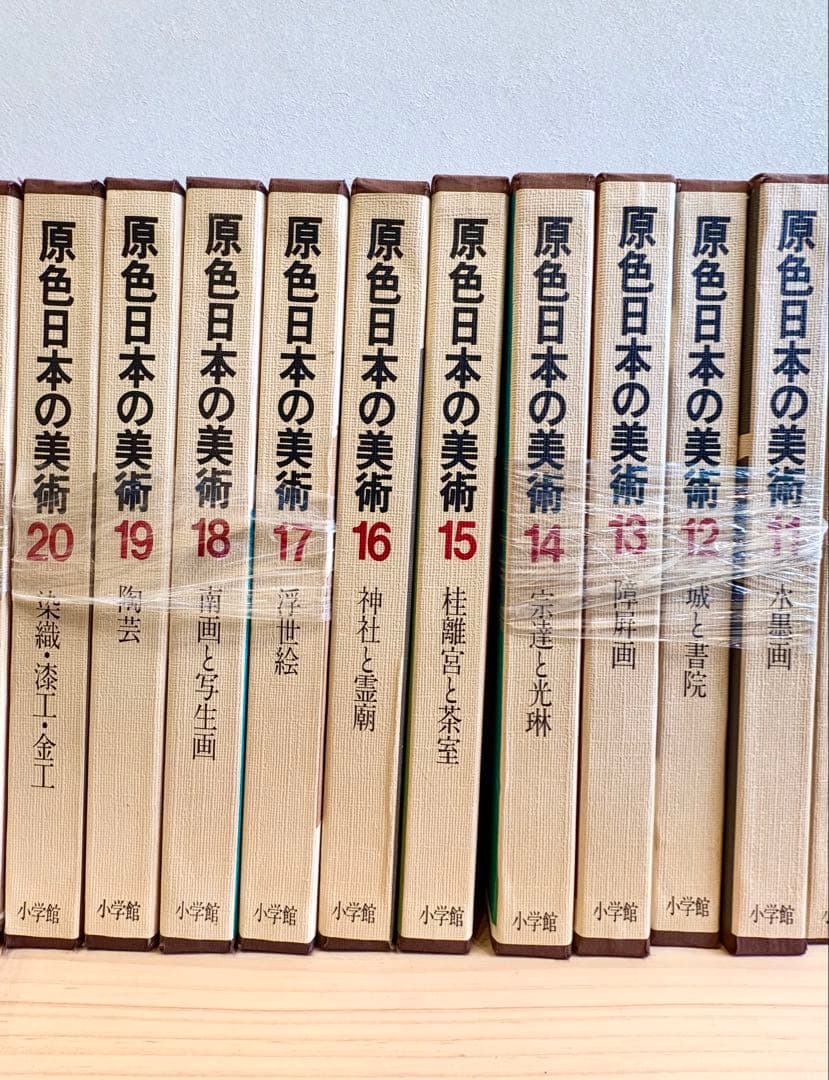 原色日本の美術
20
染織・漆工・金工
小学館
原色日本の美術
19
陶芸
小学館
原色日本の美術
18
南画と写生画
小学館
原色日本の美術
17
浮世絵
小学館
原色日本の美術
16
神社と霊廟
小学館
原色日本の美術
15
桂離宮と茶室
小学館
原色日本の美術
14
宗達と光琳
小学館
原色日本の美術
13
障屏画
小学館
原色日本の美術
12
城と書院
小学館
原色日本の美術
11
水墨画
小学館